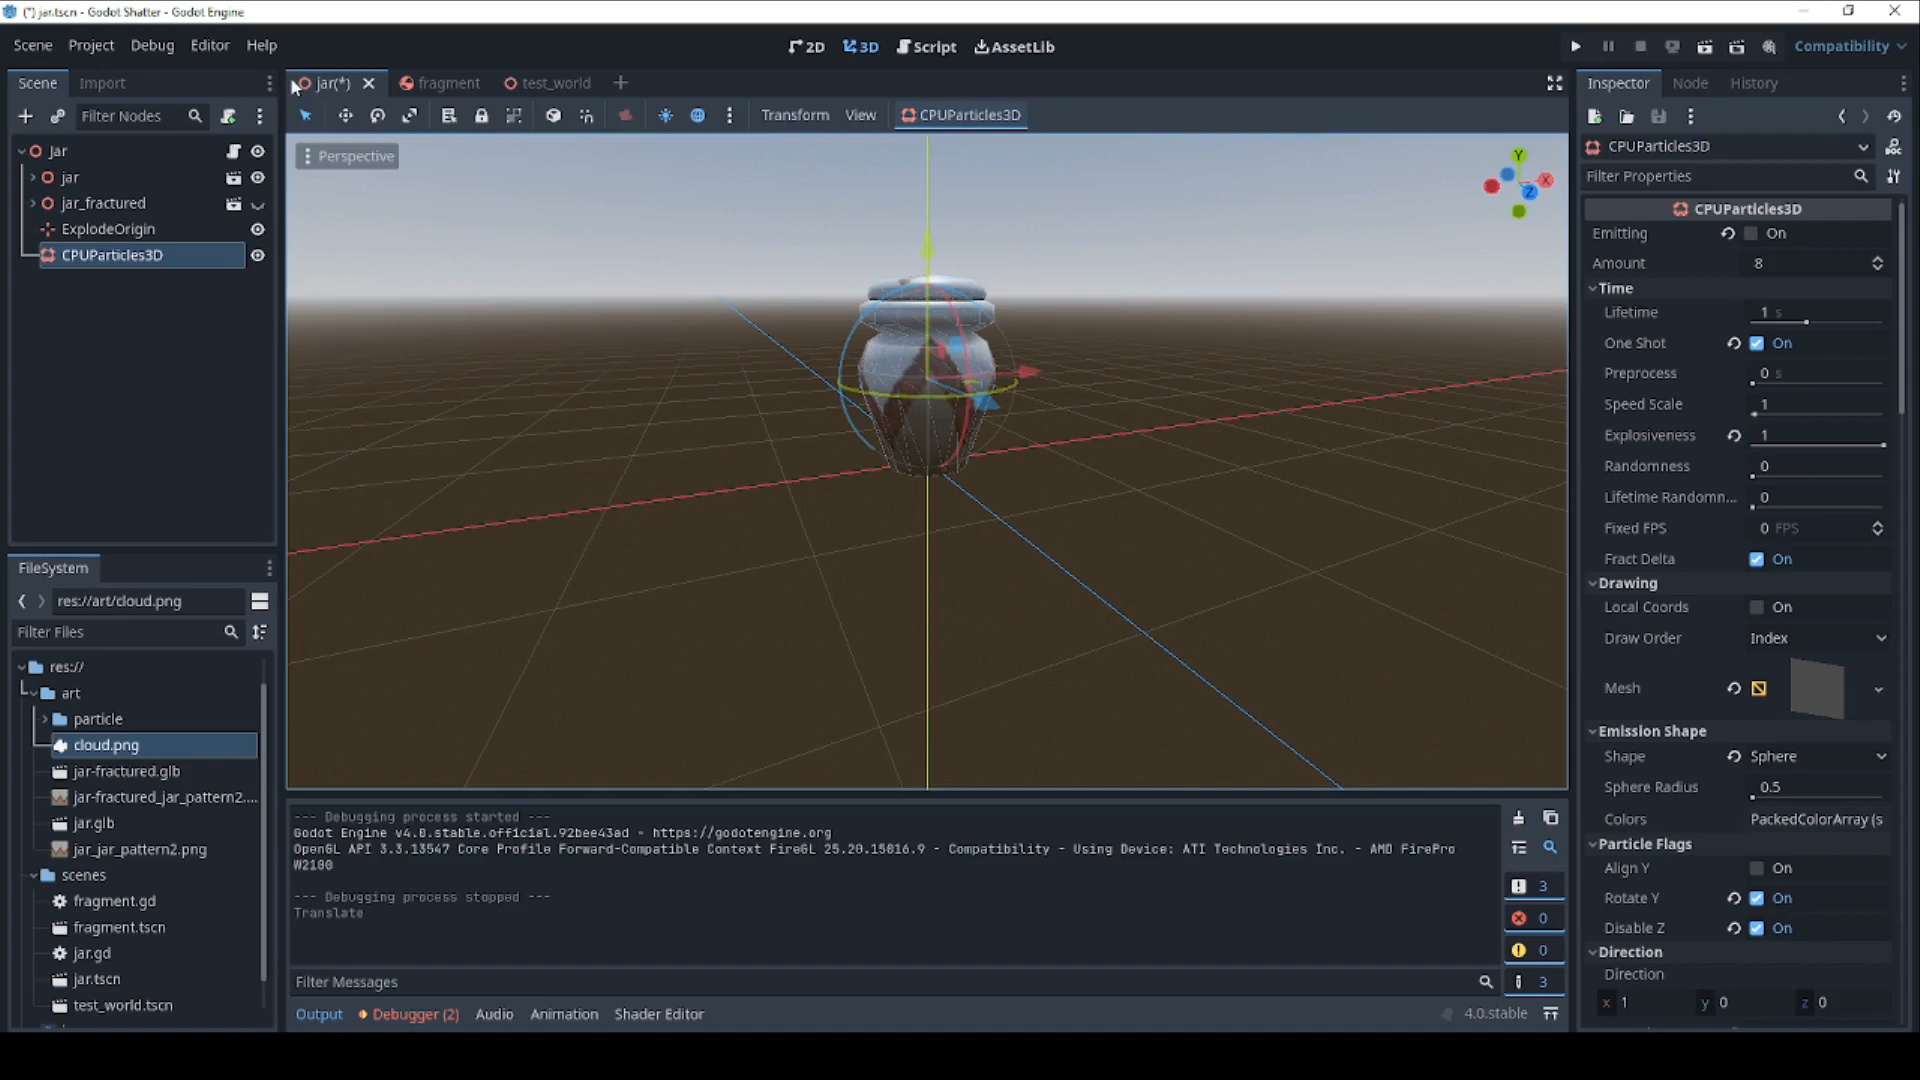 (*) jar.tscn - Godot Shatter - Godot Engine
Scene Project Debug Editor Help
2D 3D Script AssetLib
Compatibility
Scene Import
jar(*) fragment test_world
Inspector Node History
Filter Nodes
Transform View CPUParticles3D
Jar
jar
jar_fractured
ExplodeOrigin
CPUParticles3D
Perspective
Y
X
Z
CPUParticles3D
Filter Properties
CPUParticles3D
Emitting On
Amount 8
Time
Lifetime 1 s
One Shot On
Preprocess 0 s
Speed Scale 1
Explosiveness 1
Randomness 0
Lifetime Randomn... 0
Fixed FPS 0 FPS
Fract Delta On
Drawing
Local Coords On
Draw Order Index
Mesh
Emission Shape
Shape Sphere
Sphere Radius 0.5
Colors PackedColorArray (s
Particle Flags
Align Y On
Rotate Y On
Disable Z On
Direction
Direction
x 1 y 0 z 0
FileSystem
res://art/cloud.png
Filter Files
res://
art
particle
cloud.png
jar-fractured.glb
jar-fractured_jar_pattern2....
jar.glb
jar_jar_pattern2.png
scenes
fragment.gd
fragment.tscn
jar.gd
jar.tscn
test_world.tscn
--- Debugging process started ---
Godot Engine v4.0.stable.official.92bee43ad - https://godotengine.org
OpenGL API 3.3.13547 Core Profile Forward-Compatible Context FireGL 25.20.15016.9 - Compatibility - Using Device: ATI Technologies Inc. - AMD FirePro
W2100
--- Debugging process stopped ---
Translate
3
0
0
3
Filter Messages
Output Debugger (2) Audio Animation Shader Editor
4.0.stable